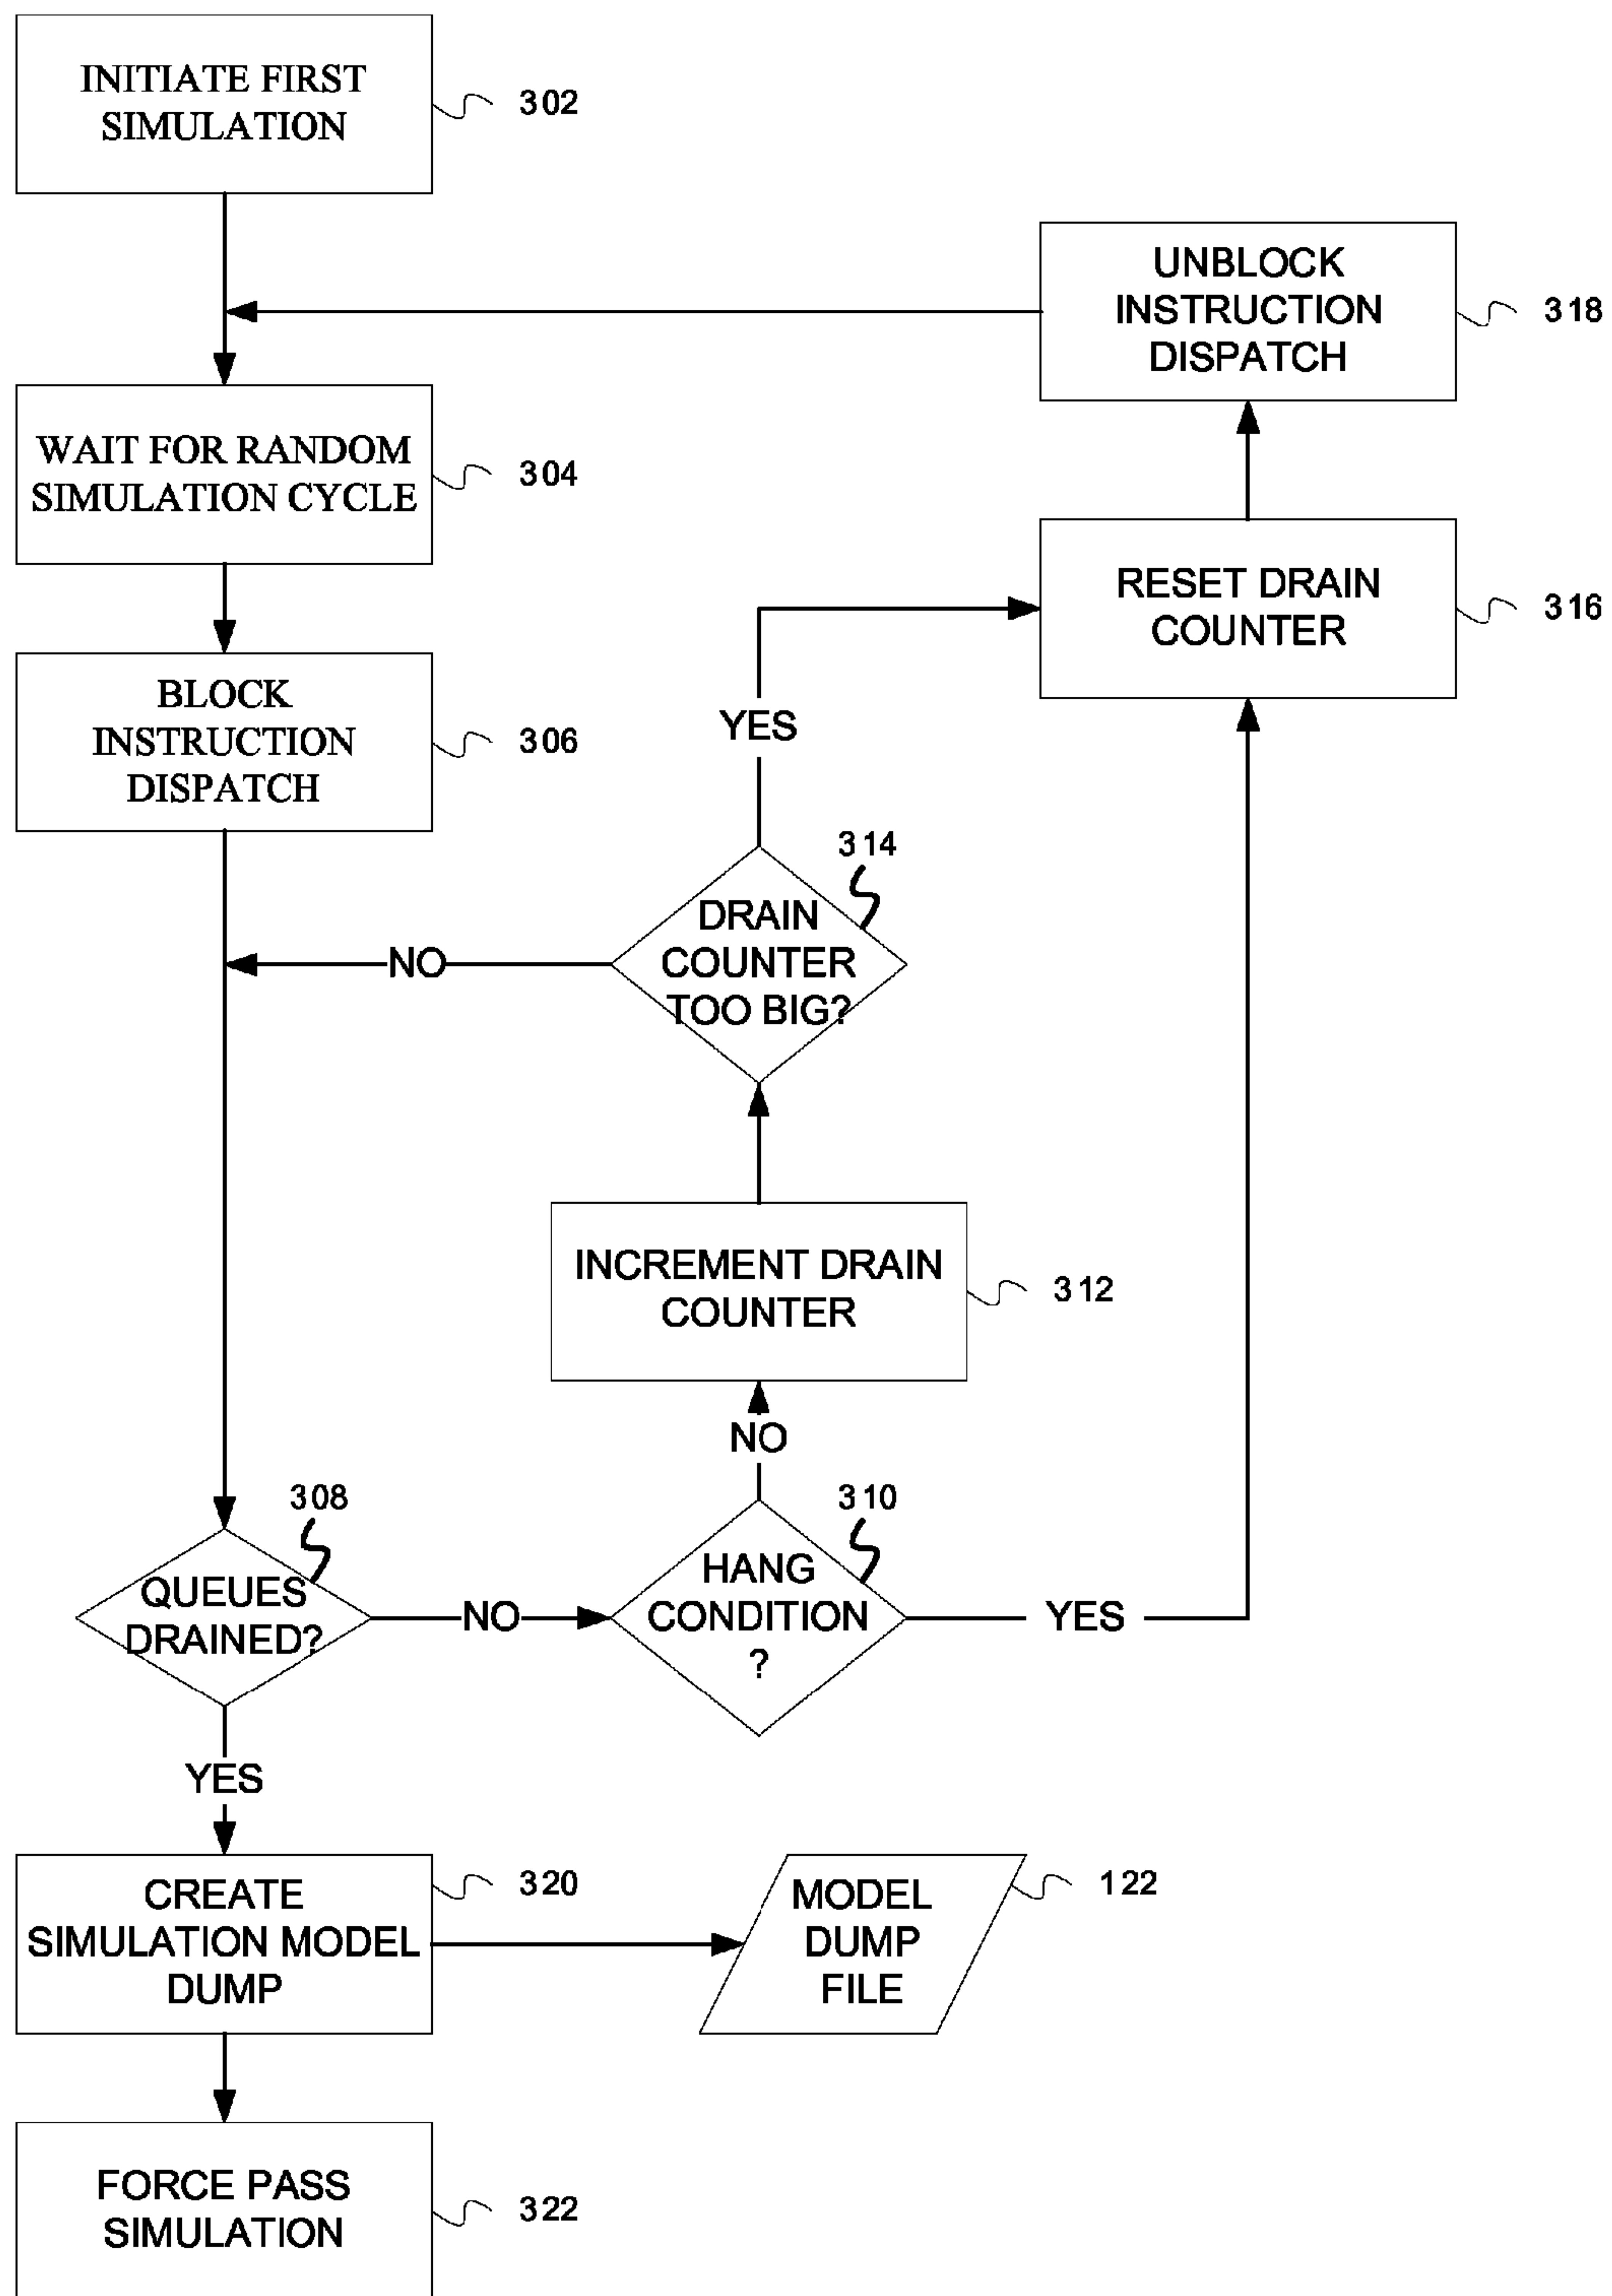 INITIATE FIRST
SIMULATION
302
UNBLOCK
INSTRUCTION
DISPATCH
318
WAIT FOR RANDOM
SIMULATION CYCLE
304
RESET DRAIN
COUNTER
316
BLOCK
INSTRUCTION
DISPATCH
306
YES
314
DRAIN
COUNTER
TOO BIG?
NO
INCREMENT DRAIN
COUNTER
312
NO
308
QUEUES
DRAINED?
NO
310
HANG
CONDITION
?
YES
YES
CREATE
SIMULATION MODEL
DUMP
320
MODEL
DUMP
FILE
122
FORCE PASS
SIMULATION
322